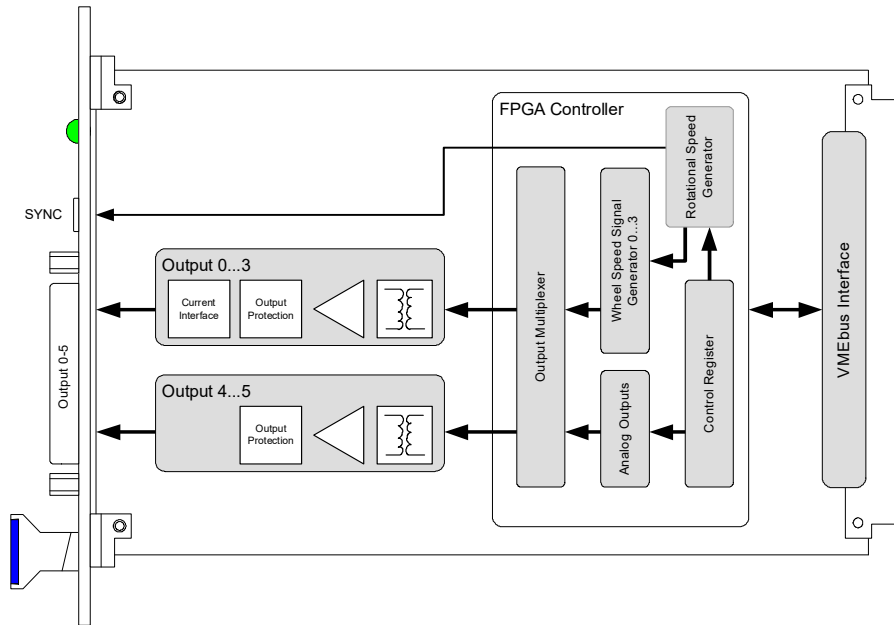 FPGA Controller
Rotational Speed
Generator
SYNC
Output 0...3
Current
Interface
Output
Protection
Output Multiplexer
Wheel Speed Signal
Generator 0...3
Control Register
VMEbus Interface
Output 0-5
Output 4...5
Output
Protection
Analog Outputs